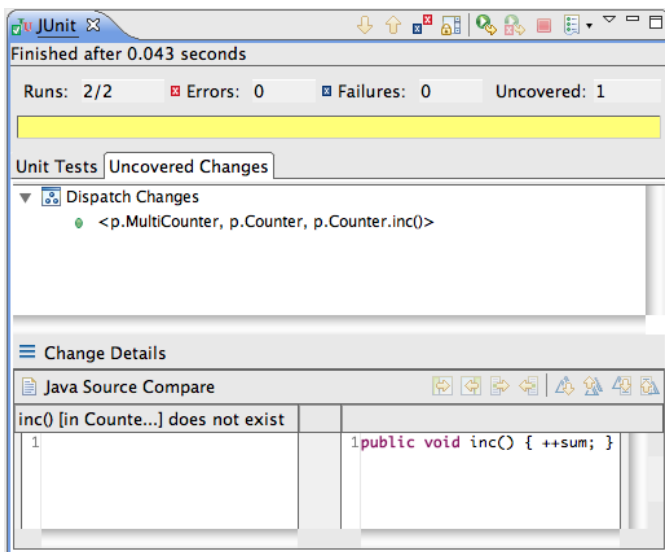 JUnit
Finished after 0.043 seconds
Runs: 2/2 Errors: 0 Failures: 0 Uncovered: 1
Unit Tests Uncovered Changes
Dispatch Changes
<p.MultiCounter, p.Counter, p.Counter.inc()>
Change Details
Java Source Compare
inc() [in Counte...] does not exist
1
1public void inc() { ++sum; }